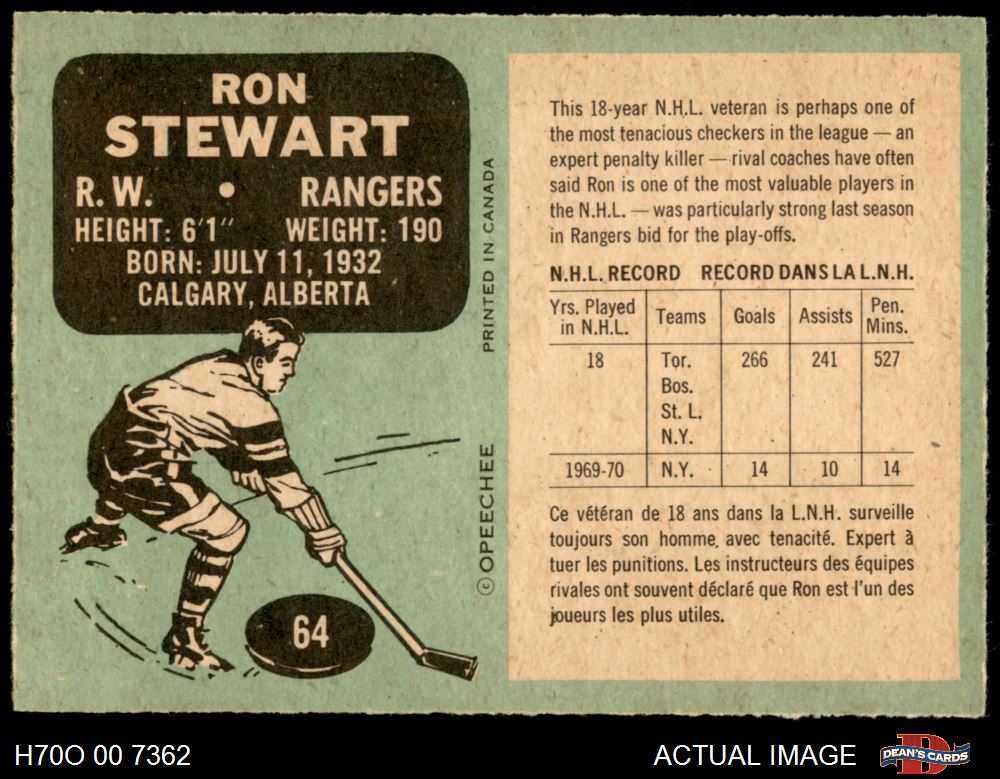 RON
STEWART
R.W. • RANGERS
HEIGHT: 6'1" WEIGHT: 190
BORN: JULY 11, 1932
CALGARY, ALBERTA
64
PRINTED IN CANADA
© OPEECHEE
This 18-year N.H.L. veteran is perhaps one of
the most tenacious checkers in the league — an
expert penalty killer — rival coaches have often
said Ron is one of the most valuable players in
the N.H.L. — was particularly strong last season
in Rangers bid for the play-offs.
N.H.L. RECORD RECORD DANS LA L.N.H.
Yrs. Played in N.H.L. Teams Goals Assists Pen. Mins.
18 Tor. 266 241 527
Bos.
St. L.
N.Y.
1969-70 N.Y. 14 10 14
Ce vétéran de 18 ans dans la L.N.H. surveille
toujours son homme, avec tenacité. Expert à
tuer les punitions. Les instructeurs des équipes
rivales ont souvent déclaré que Ron est l'un des
joueurs les plus utiles.
H70O 00 7362 ACTUAL IMAGE DEAN'S CARDS